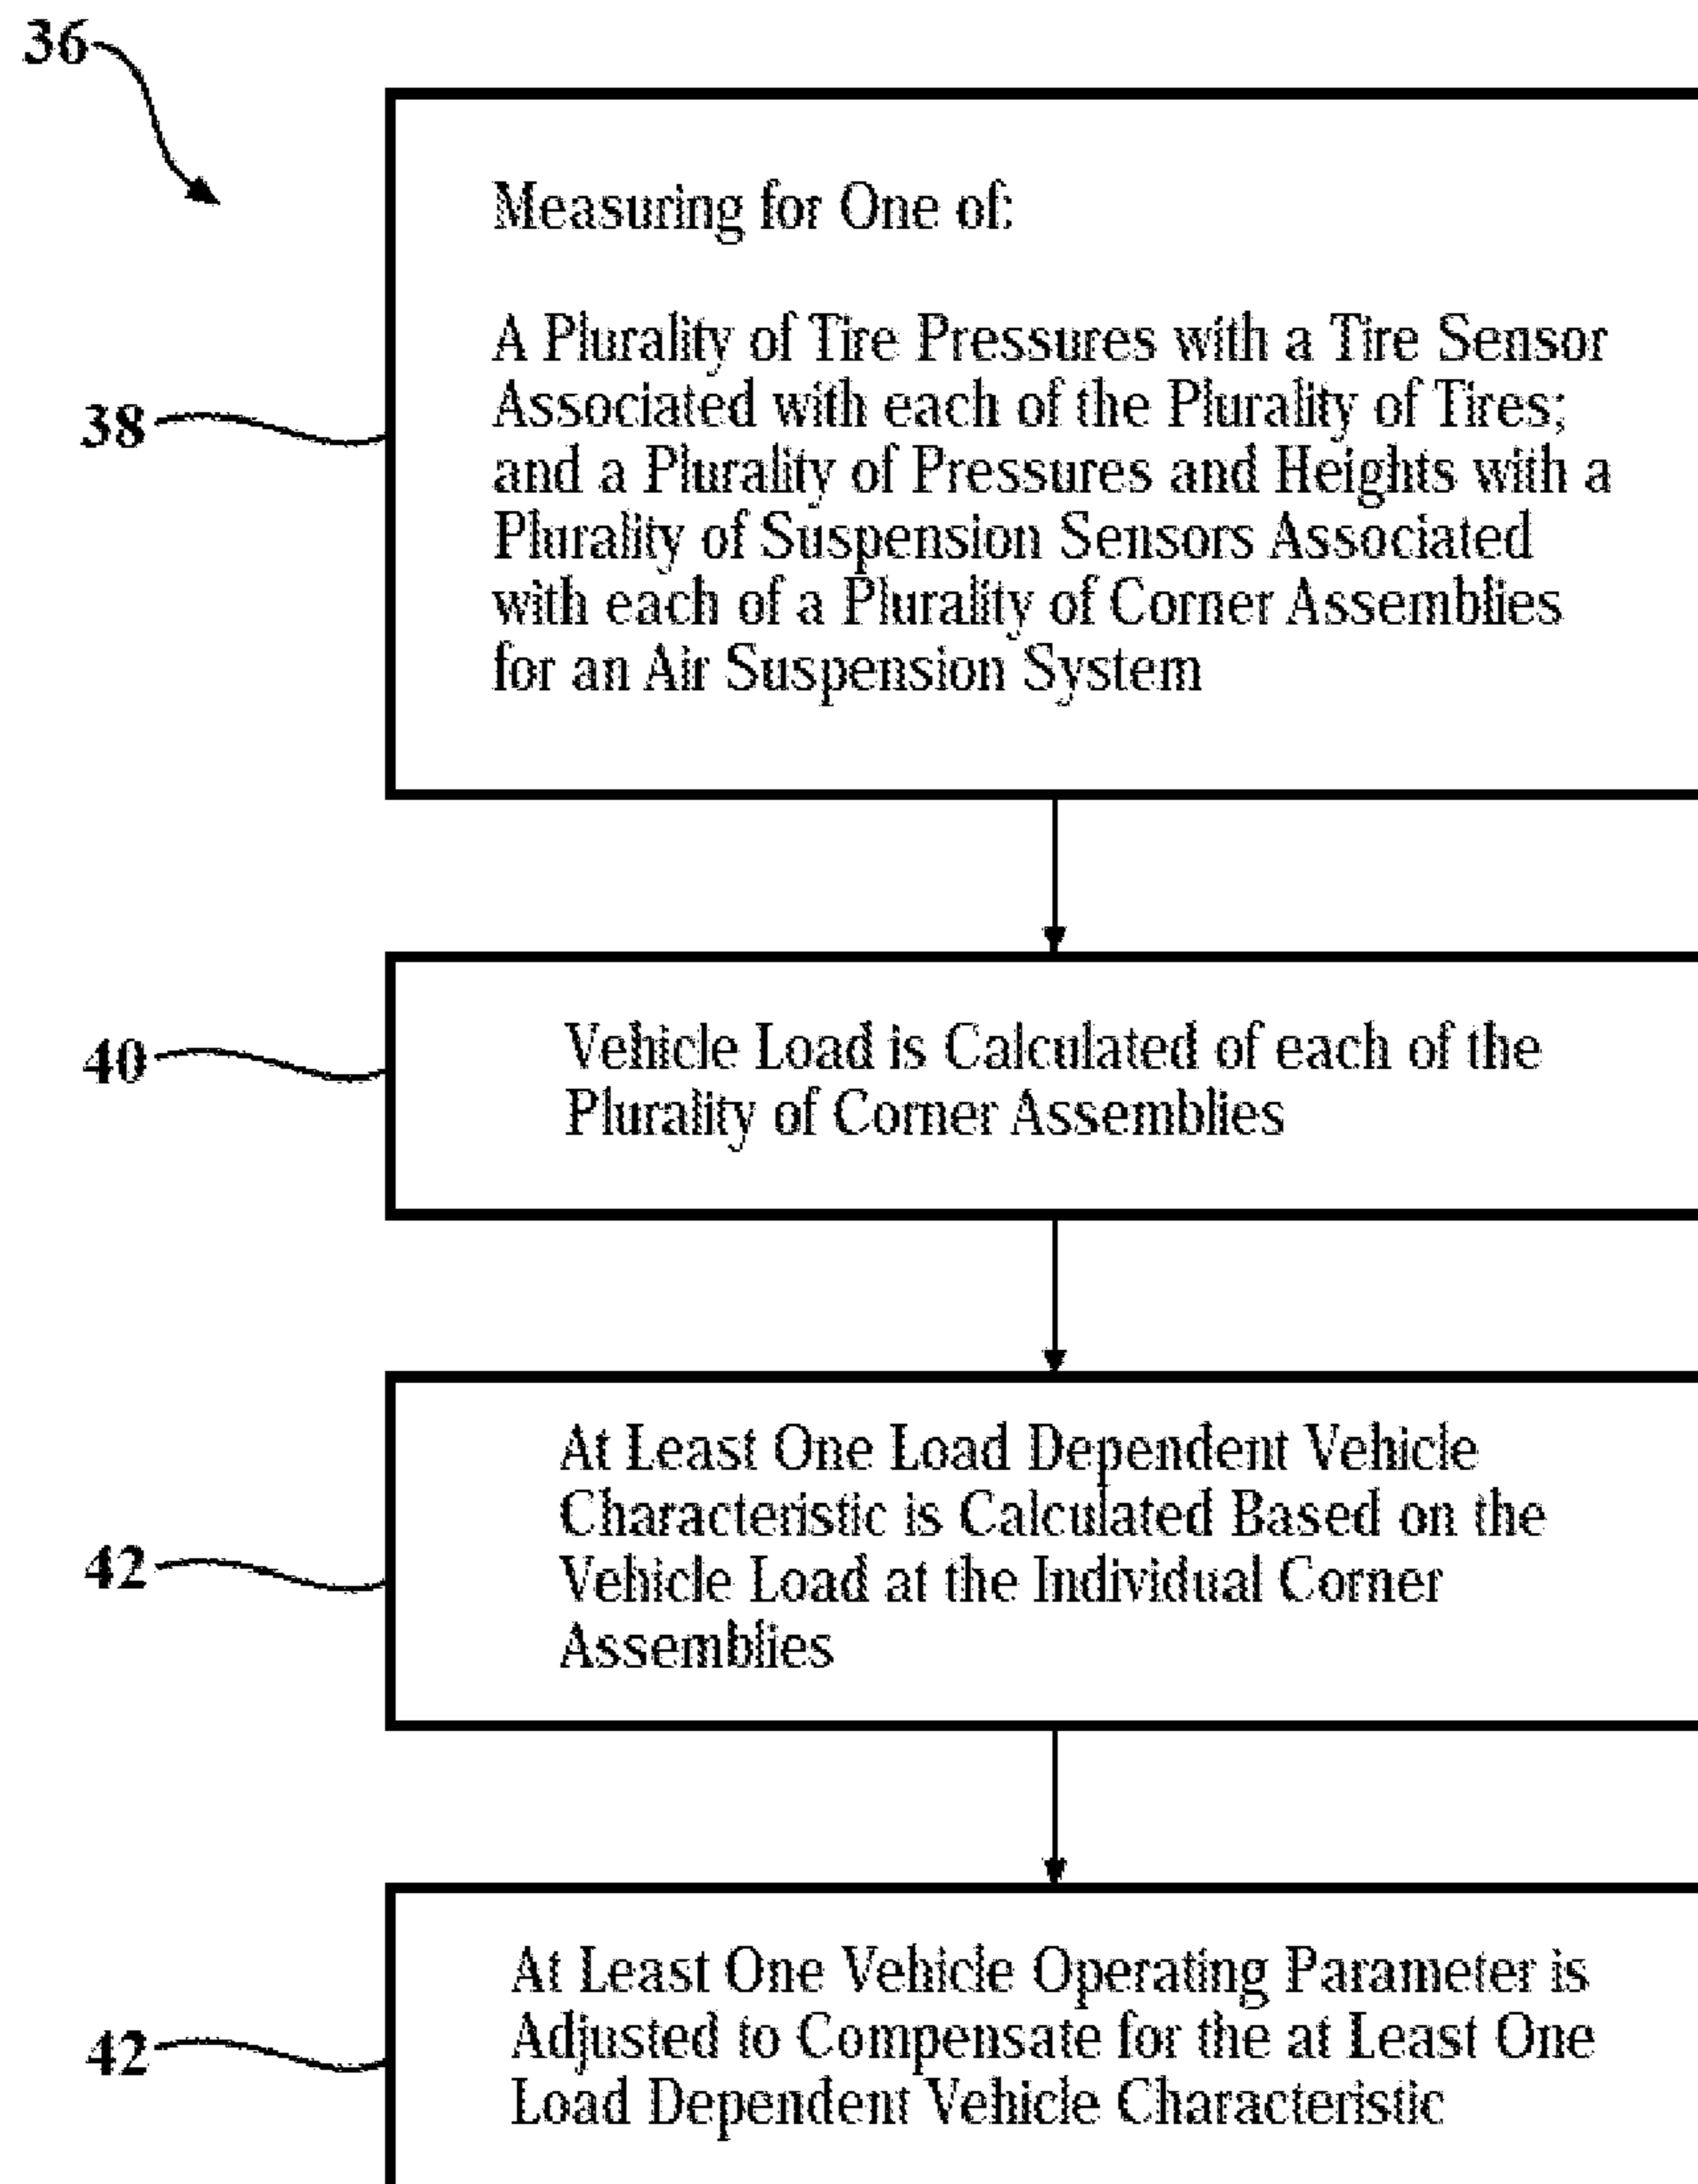 36
Measuring for One of:
A Plurality of Tire Pressures with a Tire Sensor
Associated with each of the Plurality of Tires;
and a Plurality of Pressures and Heights with a
Plurality of Suspension Sensors Associated
with each of a Plurality of Corner Assemblies
for an Air Suspension System
38
Vehicle Load is Calculated of each of the
Plurality of Corner Assemblies
40
At Least One Load Dependent Vehicle
Characteristic is Calculated Based on the
Vehicle Load at the Individual Corner
Assemblies
42
At Least One Vehicle Operating Parameter is
Adjusted to Compensate for the at Least One
Load Dependent Vehicle Characteristic
42